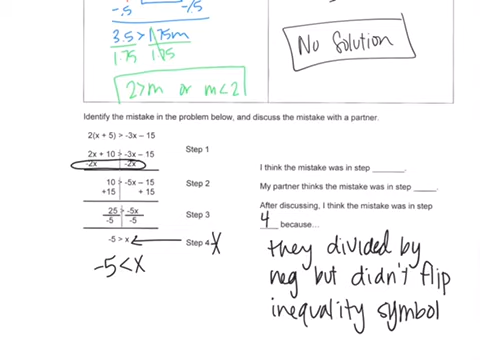 -.5 -.5
3.5 > 1.75m
1.75 1.75
2>m or m<2
No Solution
Identify the mistake in the problem below, and discuss the mistake with a partner.
2(x + 5) > -3x – 15
2x + 10 > -3x – 15 Step 1
-2x -2x
I think the mistake was in step ______.
10 > -5x – 15 Step 2
+15 + 15
My partner thinks the mistake was in step ____.
After discussing, I think the mistake was in step
25 > -5x Step 3
-5 -5
4 because…
-5 > x Step 4 X
-5 < x
they divided by
neg but didn't flip
inequality symbol